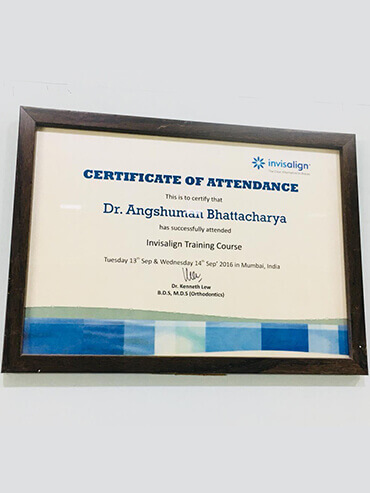 invisalign
CERTIFICATE OF ATTENDANCE
This is to certify that
Dr. Angshuman Bhattacharya
has successfully attended
Invisalign Training Course
Tuesday 13th Sep & Wednesday 14th Sep' 2016 in Mumbai, India
Dr. Kenneth Lew
B.D.S, M.D.S (Orthodontics)